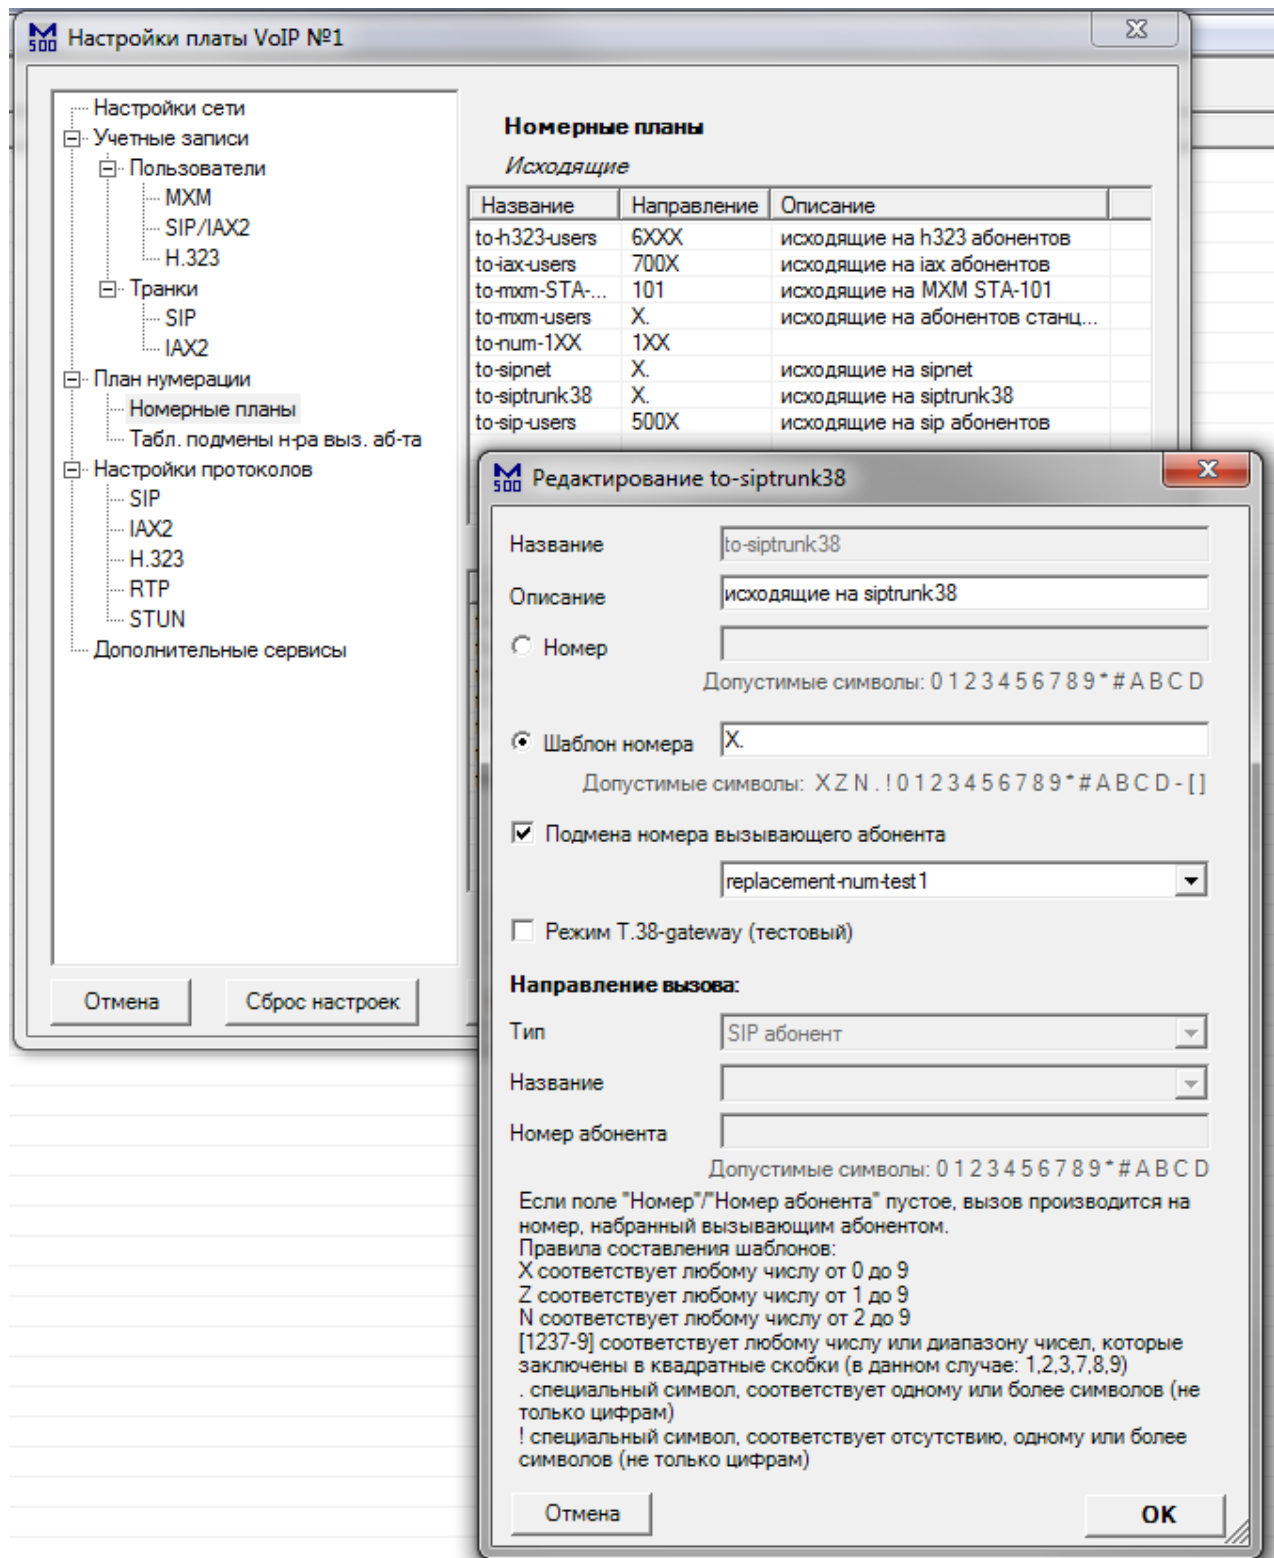 Настройки платы VoIP №1
Настройки сети
Учетные записи
Пользователи
MXM
SIP/IAX2
H.323
Транки
SIP
IAX2
План нумерации
Номерные планы
Табл. подмены н-ра выз. аб-та
Настройки протоколов
SIP
IAX2
H.323
RTP
STUN
Дополнительные сервисы
Отмена
Сброс настроек
Номерные планы
Исходящие
Название Направление Описание
to-h323-users 6XXX исходящие на h323 абонентов
to-iax-users 700X исходящие на iax абонентов
to-mxm-STA-... 101 исходящие на MXM STA-101
to-mxm-users X. исходящие на абонентов станц...
to-num-1XX 1XX
to-sipnet X. исходящие на sipnet
to-siptrunk38 X. исходящие на siptrunk38
to-sip-users 500X исходящие на sip абонентов
Редактирование to-siptrunk38
Название to-siptrunk38
Описание исходящие на siptrunk38
Номер
Допустимые символы: 0 1 2 3 4 5 6 7 8 9 * # A B C D
Шаблон номера X.
Допустимые символы: X Z N . ! 0 1 2 3 4 5 6 7 8 9 * # A B C D - [ ]
Подмена номера вызывающего абонента
replacement-num-test1
Режим T.38-gateway (тестовый)
Направление вызова:
Тип SIP абонент
Название
Номер абонента
Допустимые символы: 0 1 2 3 4 5 6 7 8 9 * # A B C D
Если поле "Номер"/"Номер абонента" пустое, вызов производится на
номер, набранный вызывающим абонентом.
Правила составления шаблонов:
X соответствует любому числу от 0 до 9
Z соответствует любому числу от 1 до 9
N соответствует любому числу от 2 до 9
[1237-9] соответствует любому числу или диапазону чисел, которые
заключены в квадратные скобки (в данном случае: 1,2,3,7,8,9)
. специальный символ, соответствует одному или более символов (не
только цифрам)
! специальный символ, соответствует отсутствию, одному или более
символов (не только цифрам)
Отмена
OK